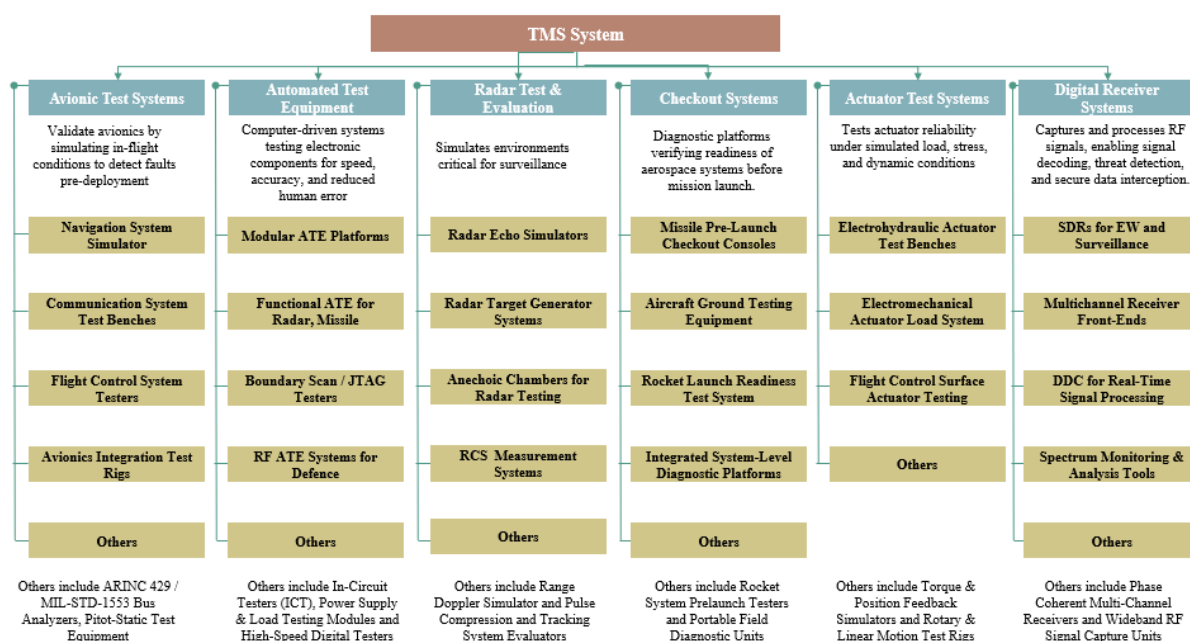 TMS System
Avionic Test Systems
Validate avionics by
simulating in-flight
conditions to detect faults
pre-deployment
Navigation System
Simulator
Communication System
Test Benches
Flight Control System
Testers
Avionics Integration Test
Rigs
Others
Others include ARINC 429 /
MIL-STD-1553 Bus
Analyzers, Pitot-Static Test
Equipment
Automated Test
Equipment
Computer-driven systems
testing electronic
components for speed,
accuracy, and reduced
human error
Modular ATE Platforms
Functional ATE for
Radar, Missile
Boundary Scan / JTAG
Testers
RF ATE Systems for
Defence
Others
Others include In-Circuit
Testers (ICT), Power Supply
& Load Testing Modules and
High-Speed Digital Testers
Radar Test &
Evaluation
Simulates environments
critical for surveillance
Radar Echo Simulators
Radar Target Generator
Systems
Anechoic Chambers for
Radar Testing
RCS Measurement
Systems
Others
Others include Range
Doppler Simulator and Pulse
Compression and Tracking
System Evaluators
Checkout Systems
Diagnostic platforms
verifying readiness of
aerospace systems before
mission launch.
Missile Pre-Launch
Checkout Consoles
Aircraft Ground Testing
Equipment
Rocket Launch Readiness
Test System
Integrated System-Level
Diagnostic Platforms
Others
Others include Rocket
System Prelaunch Testers
and Portable Field
Diagnostic Units
Actuator Test Systems
Tests actuator reliability
under simulated load, stress,
and dynamic conditions
Electrohydraulic Actuator
Test Benches
Electromechanical
Actuator Load System
Flight Control Surface
Actuator Testing
Others
Others include Torque &
Position Feedback
Simulators and Rotary &
Linear Motion Test Rigs
Digital Receiver
Systems
Captures and processes RF
signals, enabling signal
decoding, threat detection,
and secure data interception.
SDRs for EW and
Surveillance
Multichannel Receiver
Front-Ends
DDC for Real-Time
Signal Processing
Spectrum Monitoring &
Analysis Tools
Others
Others include Phase
Coherent Multi-Channel
Receivers and Wideband RF
Signal Capture Units